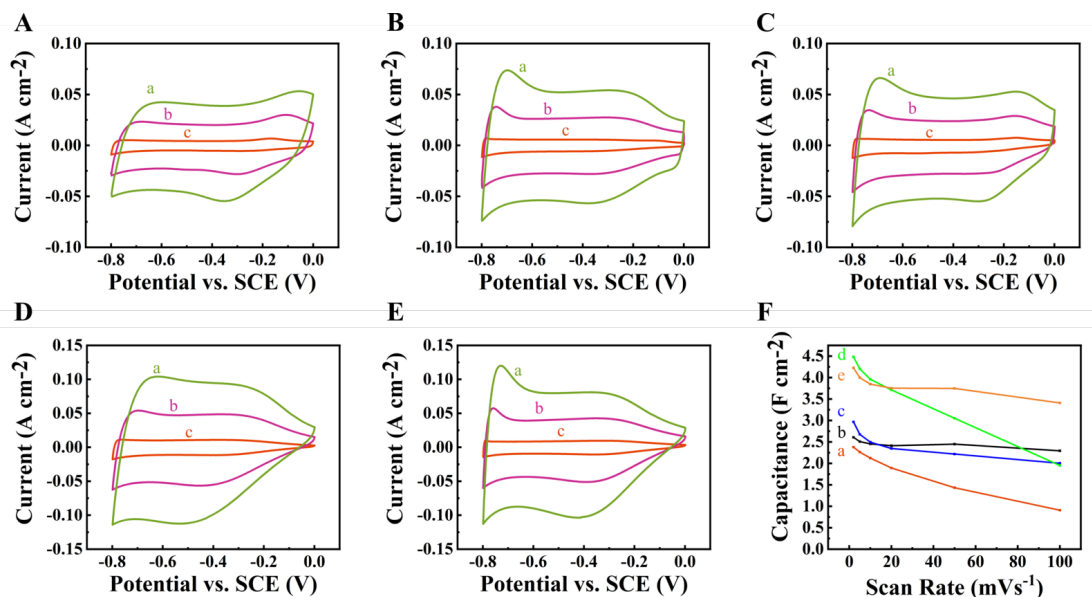 A
B
C
Current (A cm-2)
0.10
0.05
0.00
-0.05
-0.10
a
b
c
-0.8
-0.6
-0.4
-0.2
0.0
Potential vs. SCE (V)
Current (A cm-2)
0.10
0.05
0.00
-0.05
-0.10
a
b
c
-0.8
-0.6
-0.4
-0.2
0.0
Potential vs. SCE (V)
Current (A cm-2)
0.10
0.05
0.00
-0.05
-0.10
a
b
c
-0.8
-0.6
-0.4
-0.2
0.0
Potential vs. SCE (V)
D
E
F
Current (A cm-2)
0.15
0.10
0.05
0.00
-0.05
-0.10
-0.15
a
b
c
-0.8
-0.6
-0.4
-0.2
0.0
Potential vs. SCE (V)
Current (A cm-2)
0.15
0.10
0.05
0.00
-0.05
-0.10
-0.15
a
b
c
-0.8
-0.6
-0.4
-0.2
0.0
Potential vs. SCE (V)
Capacitance (F cm-2)
4.5
4.0
3.5
3.0
2.5
2.0
1.5
1.0
0.5
0.0
d
e
c
b
a
0
20
40
60
80
100
Scan Rate (mVs-1)